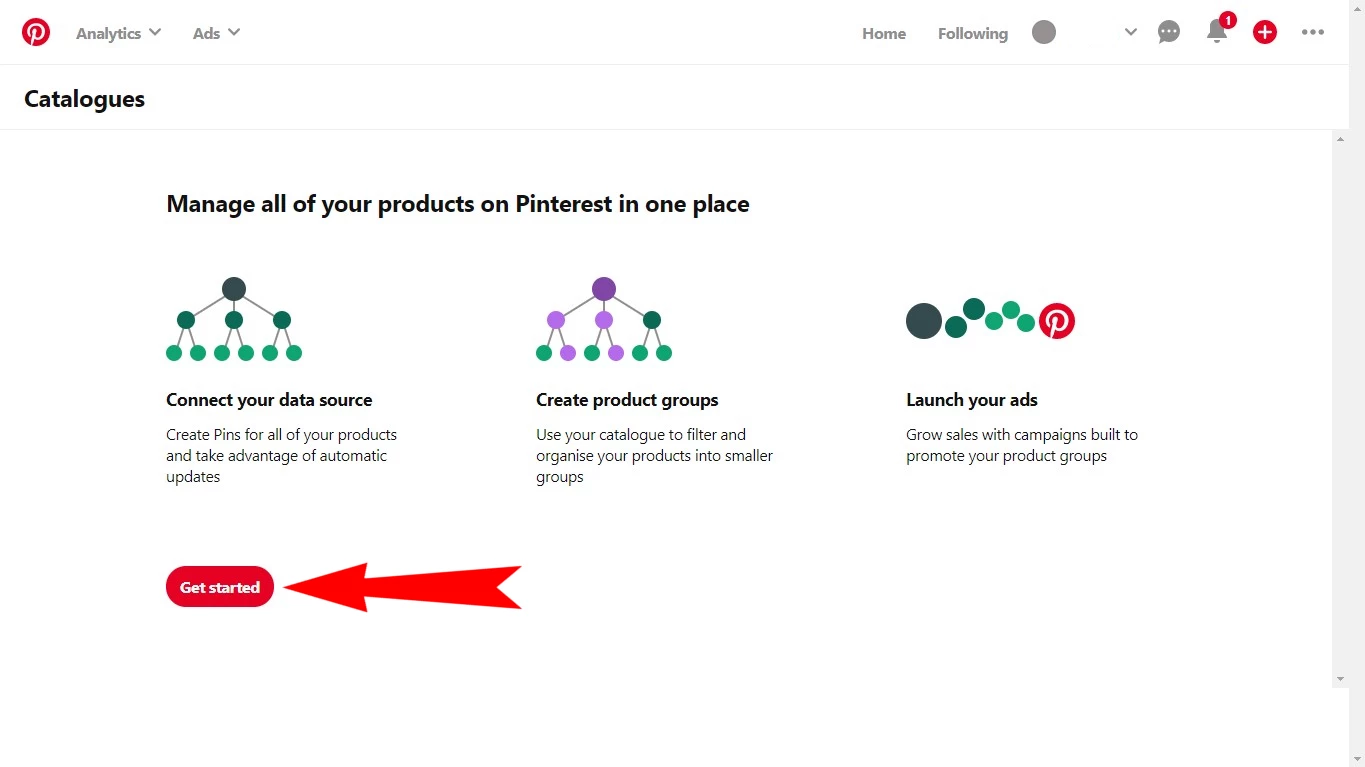 Analytics Ads Home Following 1
Catalogues
Manage all of your products on Pinterest in one place
Connect your data source
Create Pins for all of your products
and take advantage of automatic
updates
Create product groups
Use your catalogue to filter and
organise your products into smaller
groups
Launch your ads
Grow sales with campaigns built to
promote your product groups
Get started